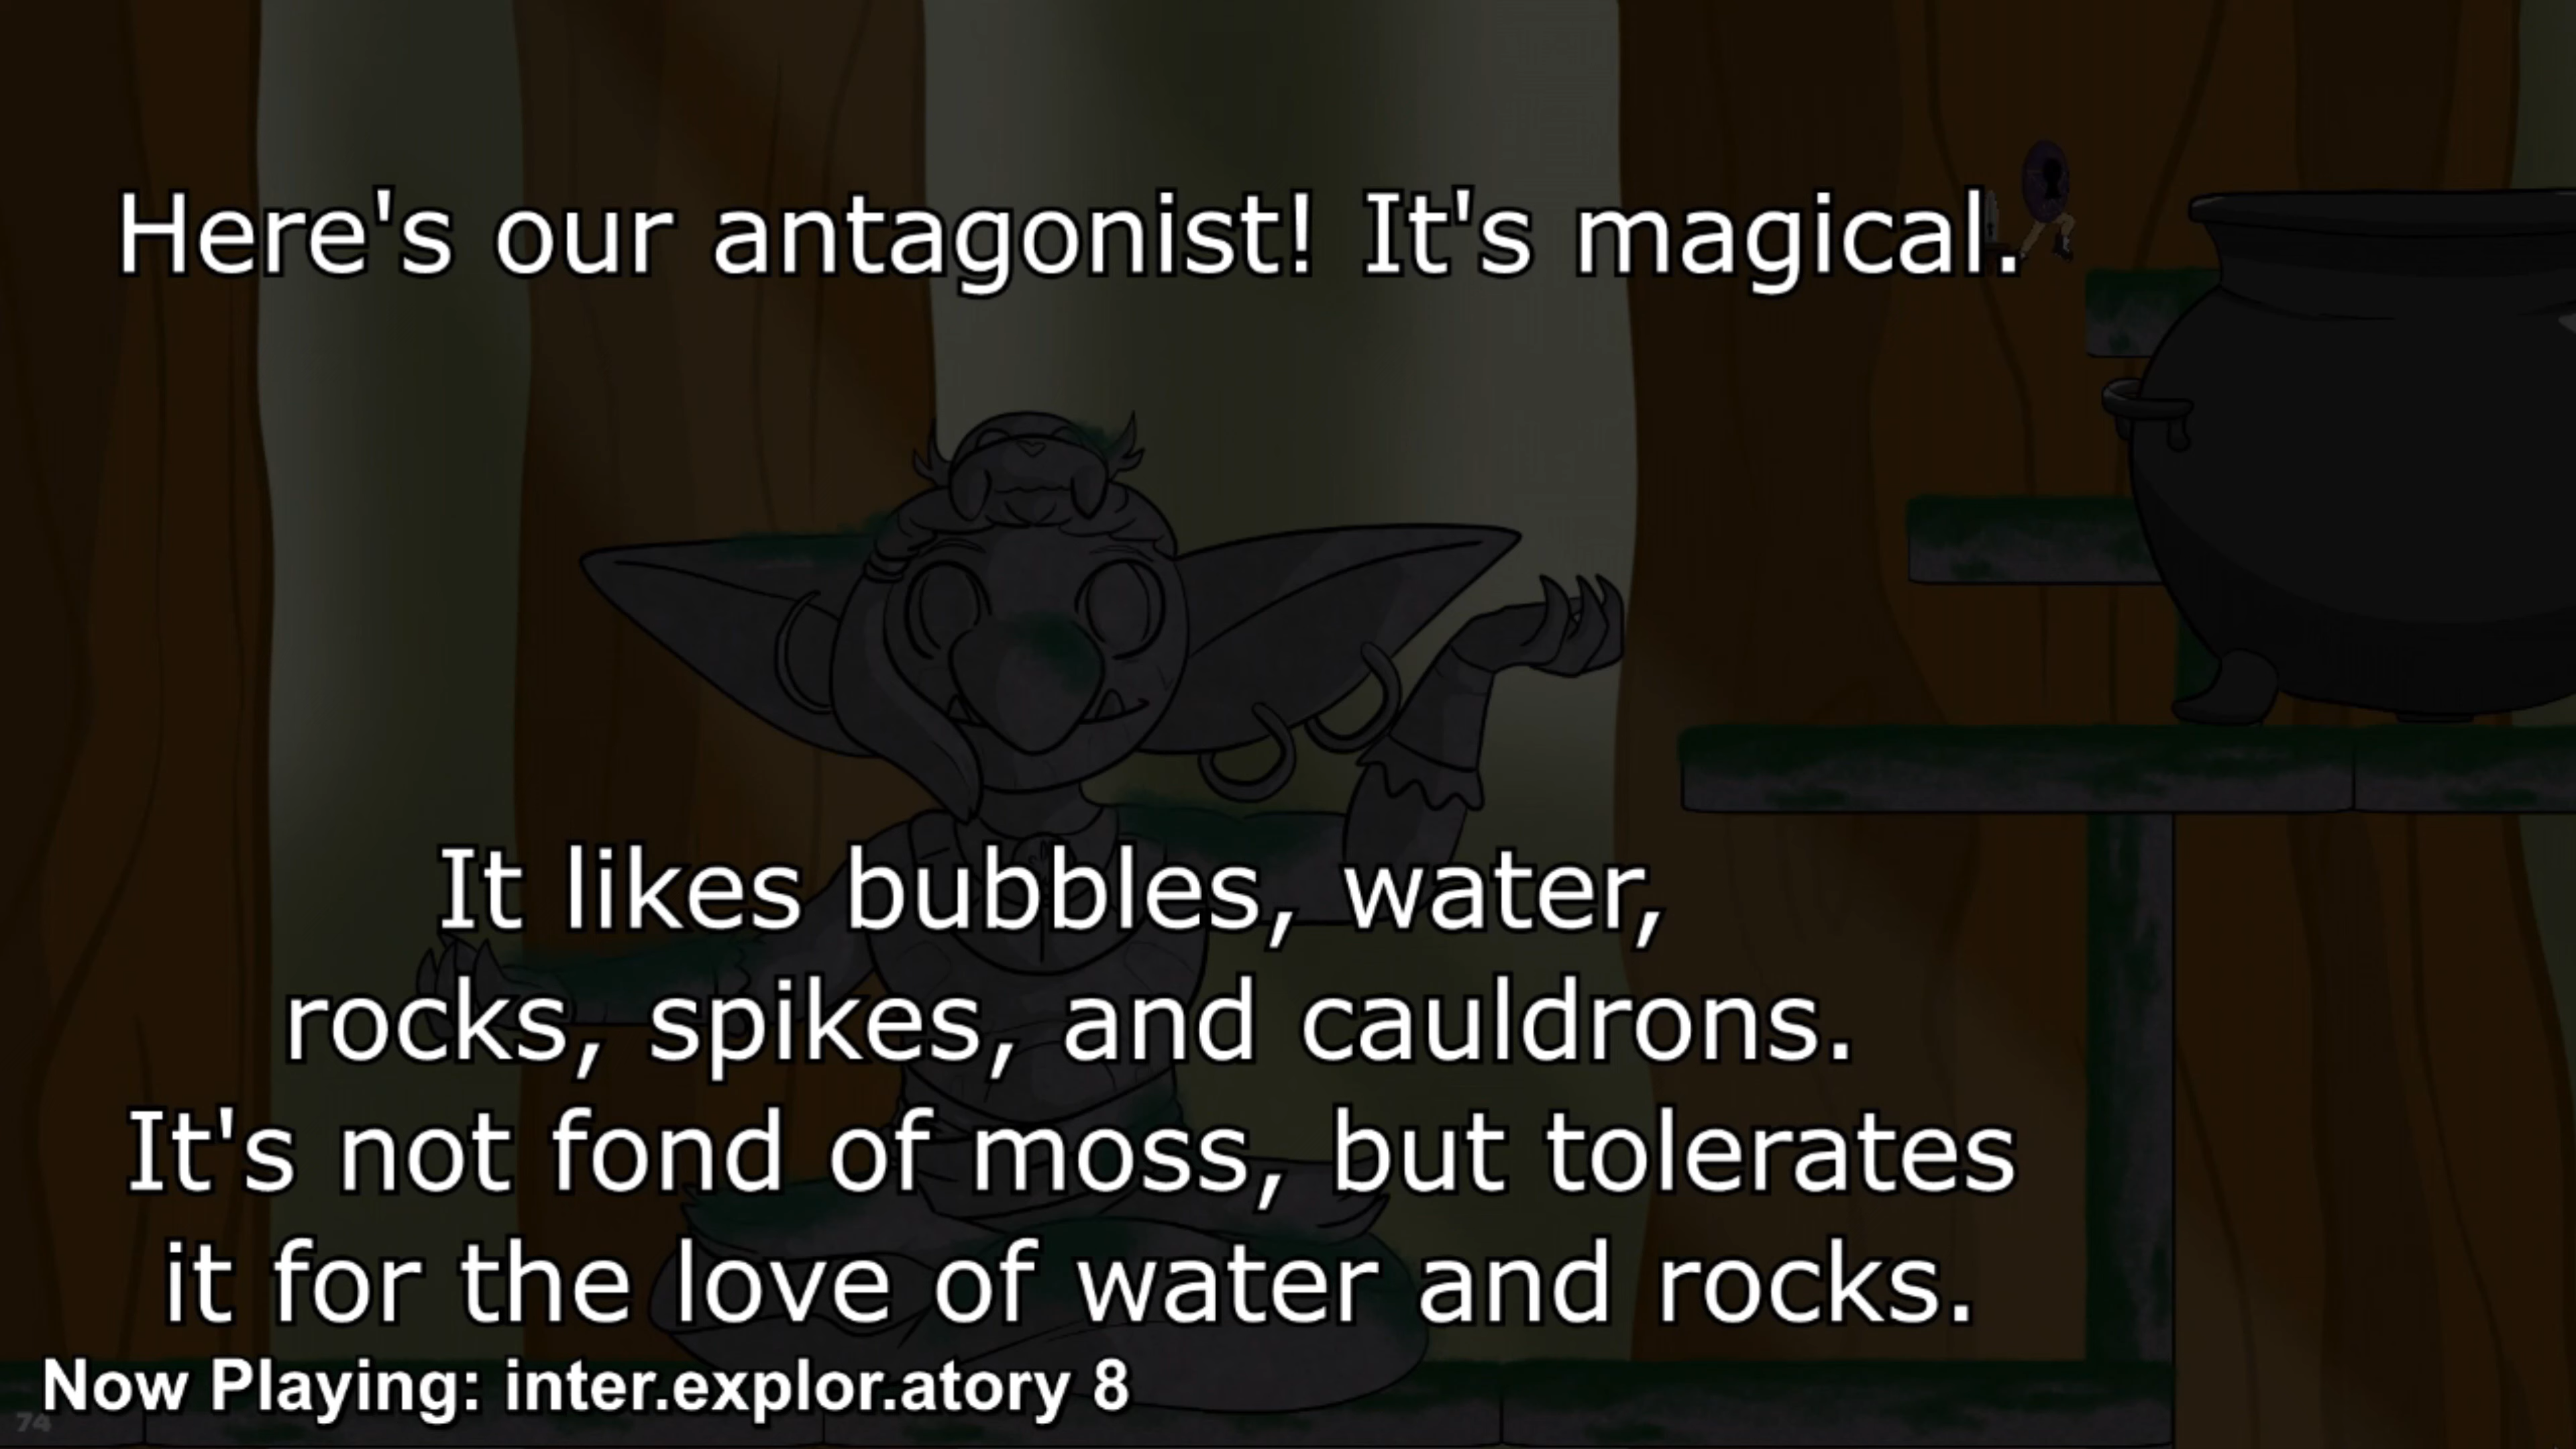 Here's our antagonist! It's magical.
It likes bubbles, water,
rocks, spikes, and cauldrons.
It's not fond of moss, but tolerates
it for the love of water and rocks.
Now Playing: inter.explor.atory 8
74